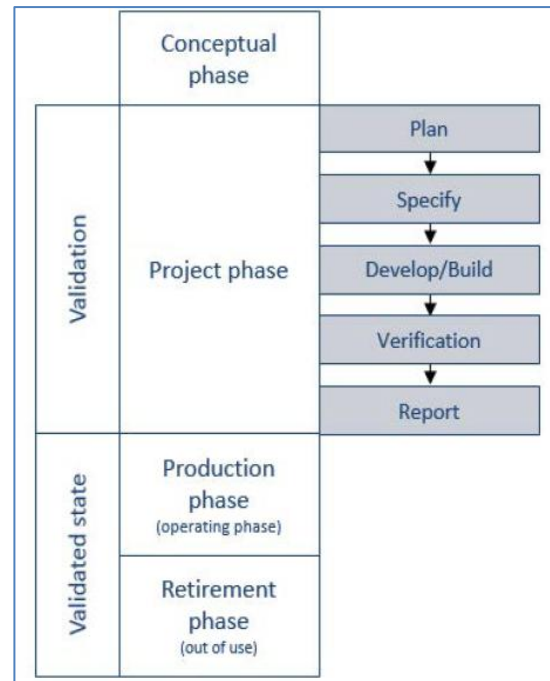 Conceptual
phase
Validation
Project phase
Plan
Specify
Develop/Build
Verification
Report
Validated state
Production
phase
(operating phase)
Retirement
phase
(out of use)